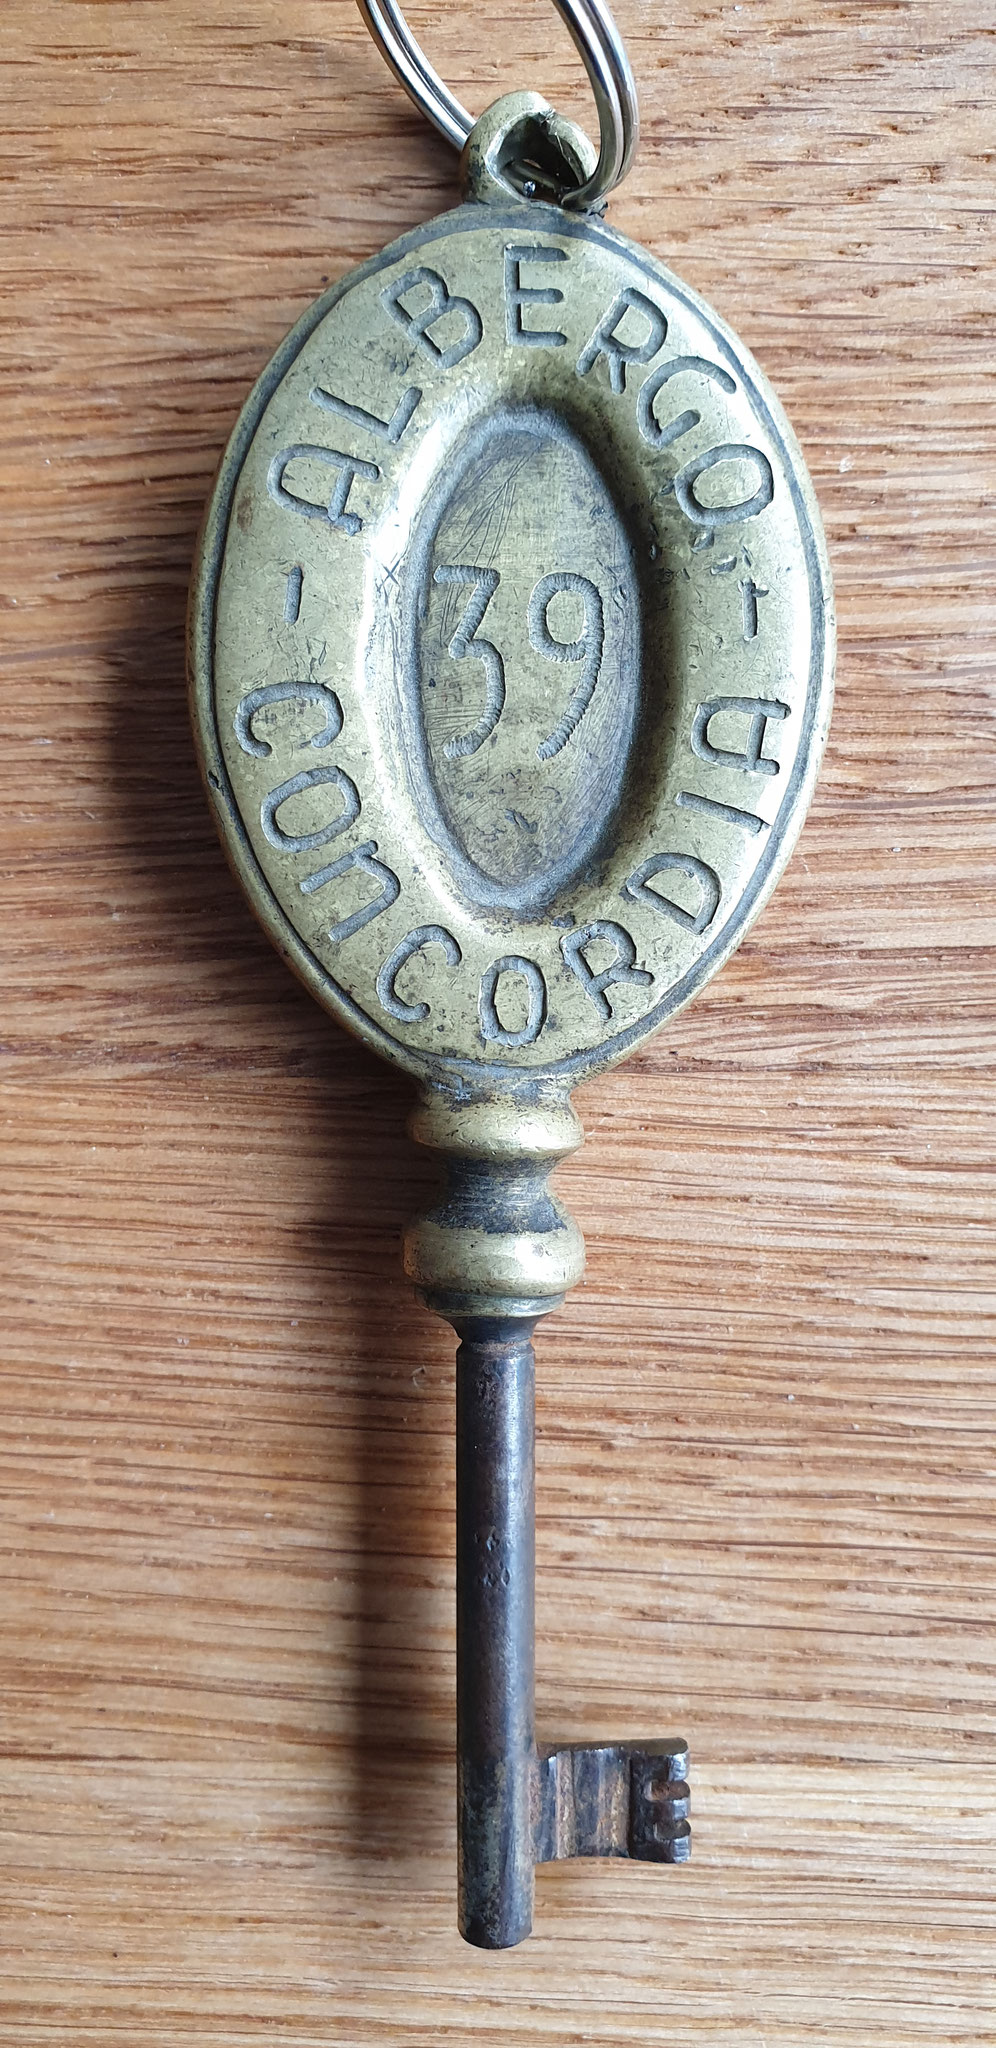 - ALBERGO -
39
CONCORDIA